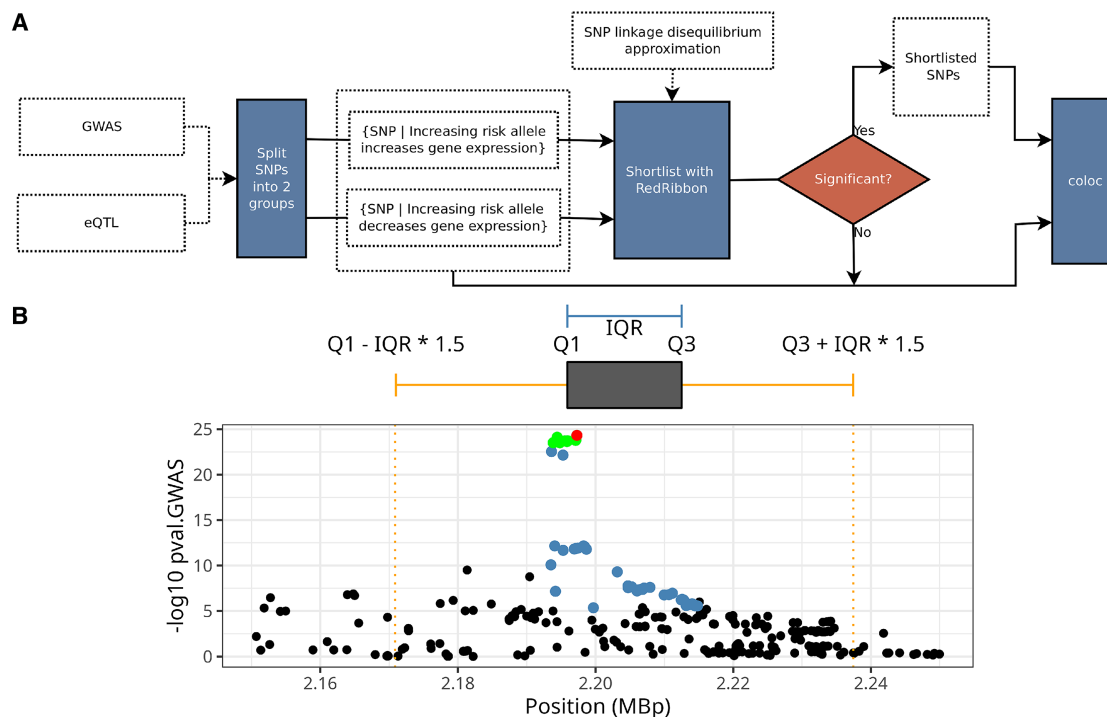 A
GWAS
eQTL
Split
SNPs
into 2
groups
{SNP | Increasing risk allele
increases gene expression}
{SNP | Increasing risk allele
decreases gene expression}
SNP linkage disequilibrium
approximation
Shortlist with
RedRibbon
Significant?
Yes
No
Shortlisted
SNPs
coloc
B
IQR
Q1 - IQR * 1.5
Q1
Q3
Q3 + IQR * 1.5
-log10 pval.GWAS
25
20
15
10
5
0
2.16
2.18
2.20
2.22
2.24
Position (MBp)